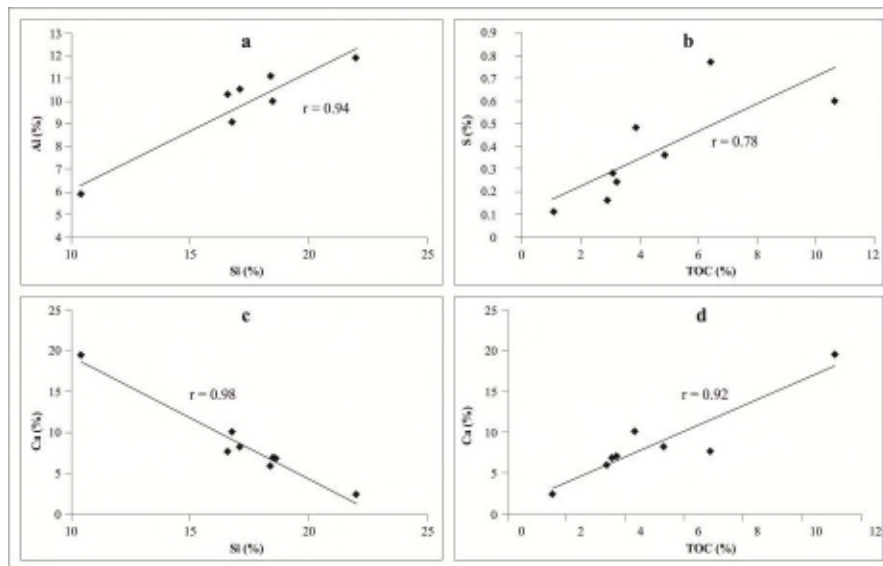 a
13
12
11
10
9
8
7
6
5
4
Al (%)
r = 0.94
10 15 20 25
Si (%)
b
0.9
0.8
0.7
0.6
0.5
0.4
0.3
0.2
0.1
0
S (%)
r = 0.78
0 2 4 6 8 10 12
TOC (%)
c
25
20
15
10
5
0
Ca (%)
r = 0.98
10 15 20 25
Si (%)
d
25
20
15
10
5
0
Ca (%)
r = 0.92
0 2 4 6 8 10 12
TOC (%)